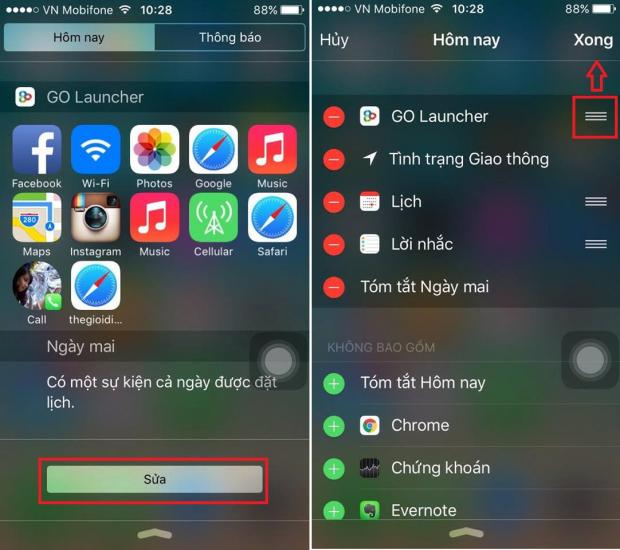 VN Mobifone 10:28 88%
Hôm nay Thông báo
GO Launcher
Facebook Wi-Fi Photos Google Music
280
Maps Instagram Music Cellular Safari
Call thegioidi...
Ngày mai
Có một sự kiện cả ngày được đặt
lịch.
Sửa
VN Mobifone 10:28 88%
Hủy Hôm nay Xong
GO Launcher
Tình trạng Giao thông
Lịch
Lời nhắc
Tóm tắt Ngày mai
KHÔNG BAO GỒM
Tóm tắt Hôm nay
Chrome
Chứng khoán
Evernote